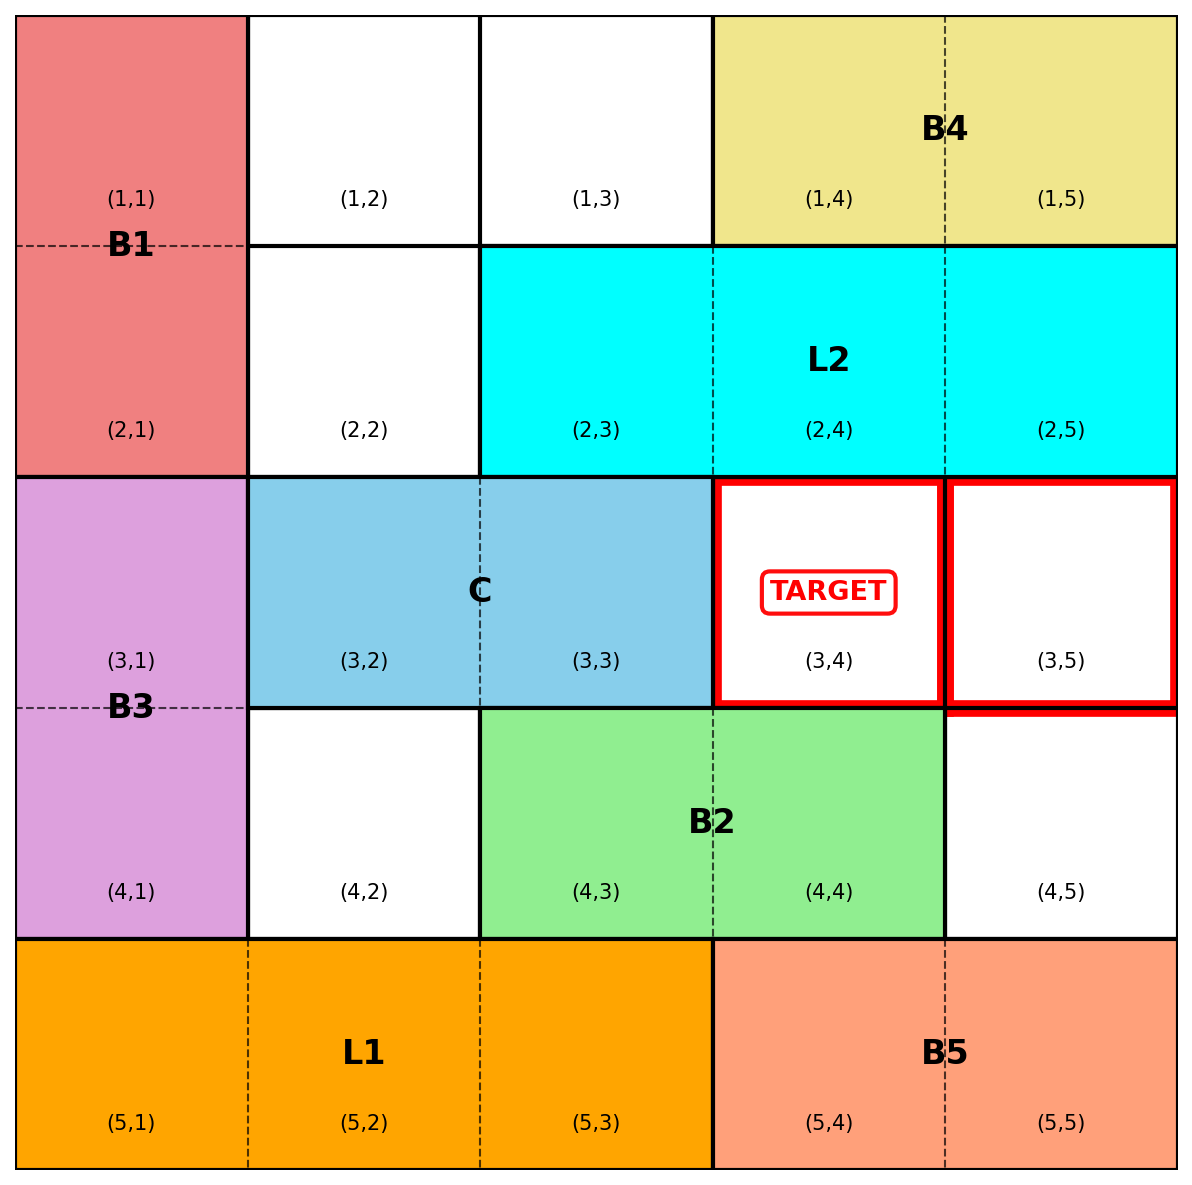 B4
(1,1) (1,2) (1,3) (1,4) (1,5)
B1
L2
(2,1) (2,2) (2,3) (2,4) (2,5)
C TARGET
(3,1) (3,2) (3,3) (3,4) (3,5)
B3
B2
(4,1) (4,2) (4,3) (4,4) (4,5)
L1 B5
(5,1) (5,2) (5,3) (5,4) (5,5)